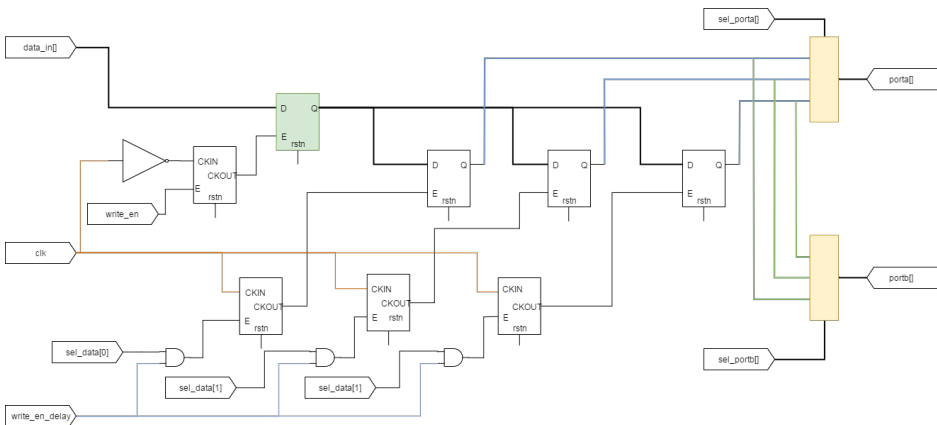 sel_porta[]
data_in[]
porta[]
D
Q
E
rstn
CKIN
CKOUT
E
rstn
D
Q
E
rstn
D
Q
E
rstn
D
Q
E
rstn
write_en
clk
portb[]
CKIN
CKOUT
E
rstn
CKIN
CKOUT
E
rstn
CKIN
CKOUT
E
rstn
sel_data[0]
sel_data[1]
sel_data[1]
sel_portb[]
write_en_delay